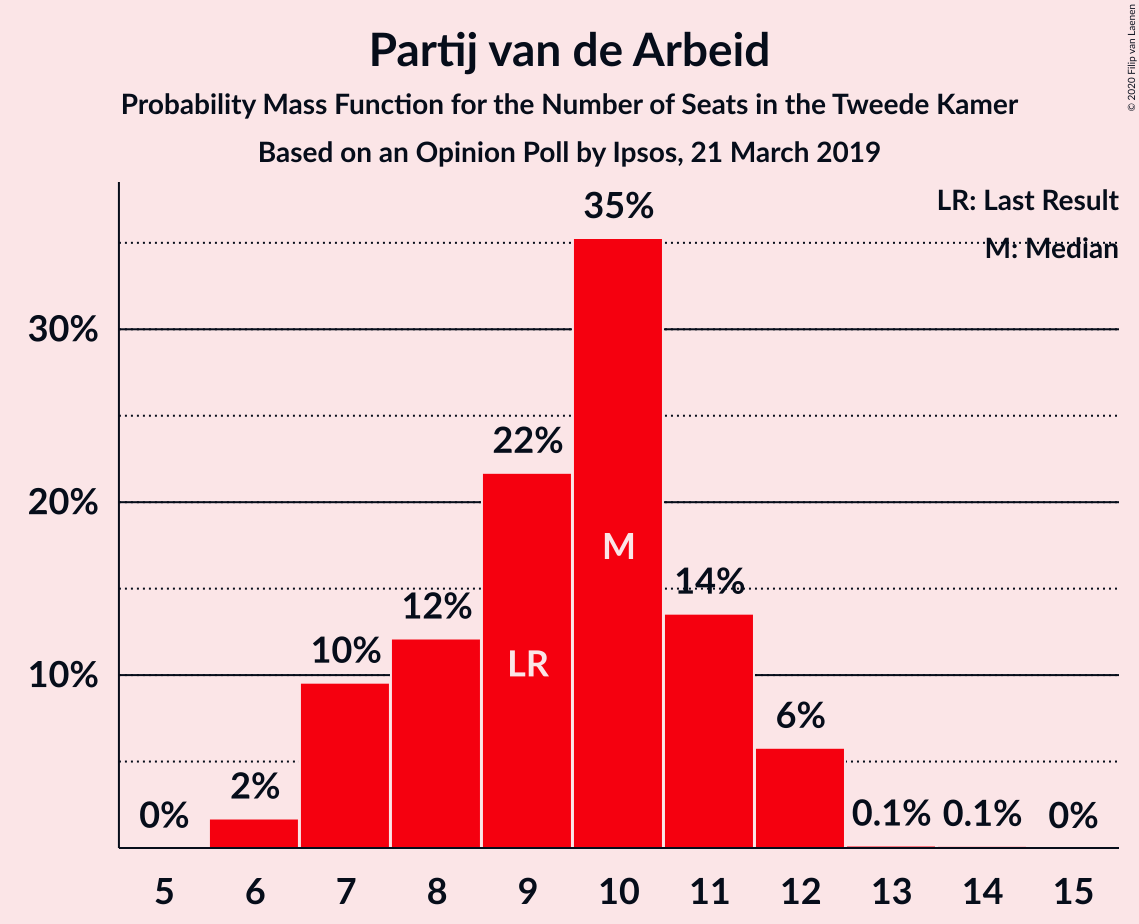 Partij van de Arbeid
Probability Mass Function for the Number of Seats in the Tweede Kamer
Based on an Opinion Poll by Ipsos, 21 March 2019
© 2020 Filip van Laenen
LR: Last Result
M: Median
35%
30%
22%
20%
M
14%
12%
LR
10%
10%
6%
2%
0%
0.1%
0.1%
0%
5 6 7 8 9 10 11 12 13 14 15